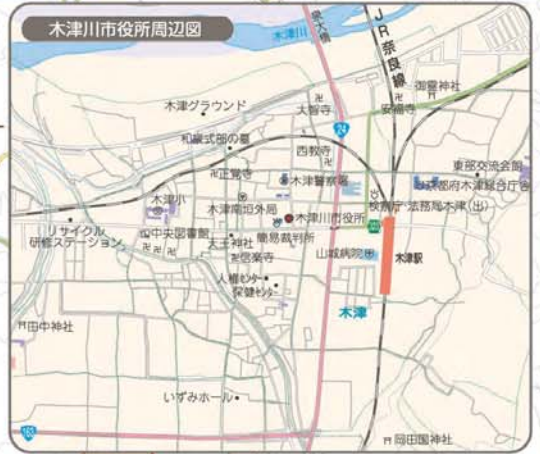 木津川市役所周辺図
泉大橋
木津川
JR奈良線
御霊神社
木津グラウンド
大智寺
安福寺
24
和泉式部の墓
西教寺
正覚寺
木津警察署
東部交流会館
京都府木津総合庁舎
木津小
木津南垣外局
検察庁・法務局木津(出)
木津川市役所
リサイクル
研修ステーション
中央図書館
天王神社
簡易裁判所
信楽寺
山城病院
木津駅
人権センター
保健センター
木津
田中神社
いずみホール
163
岡田国神社